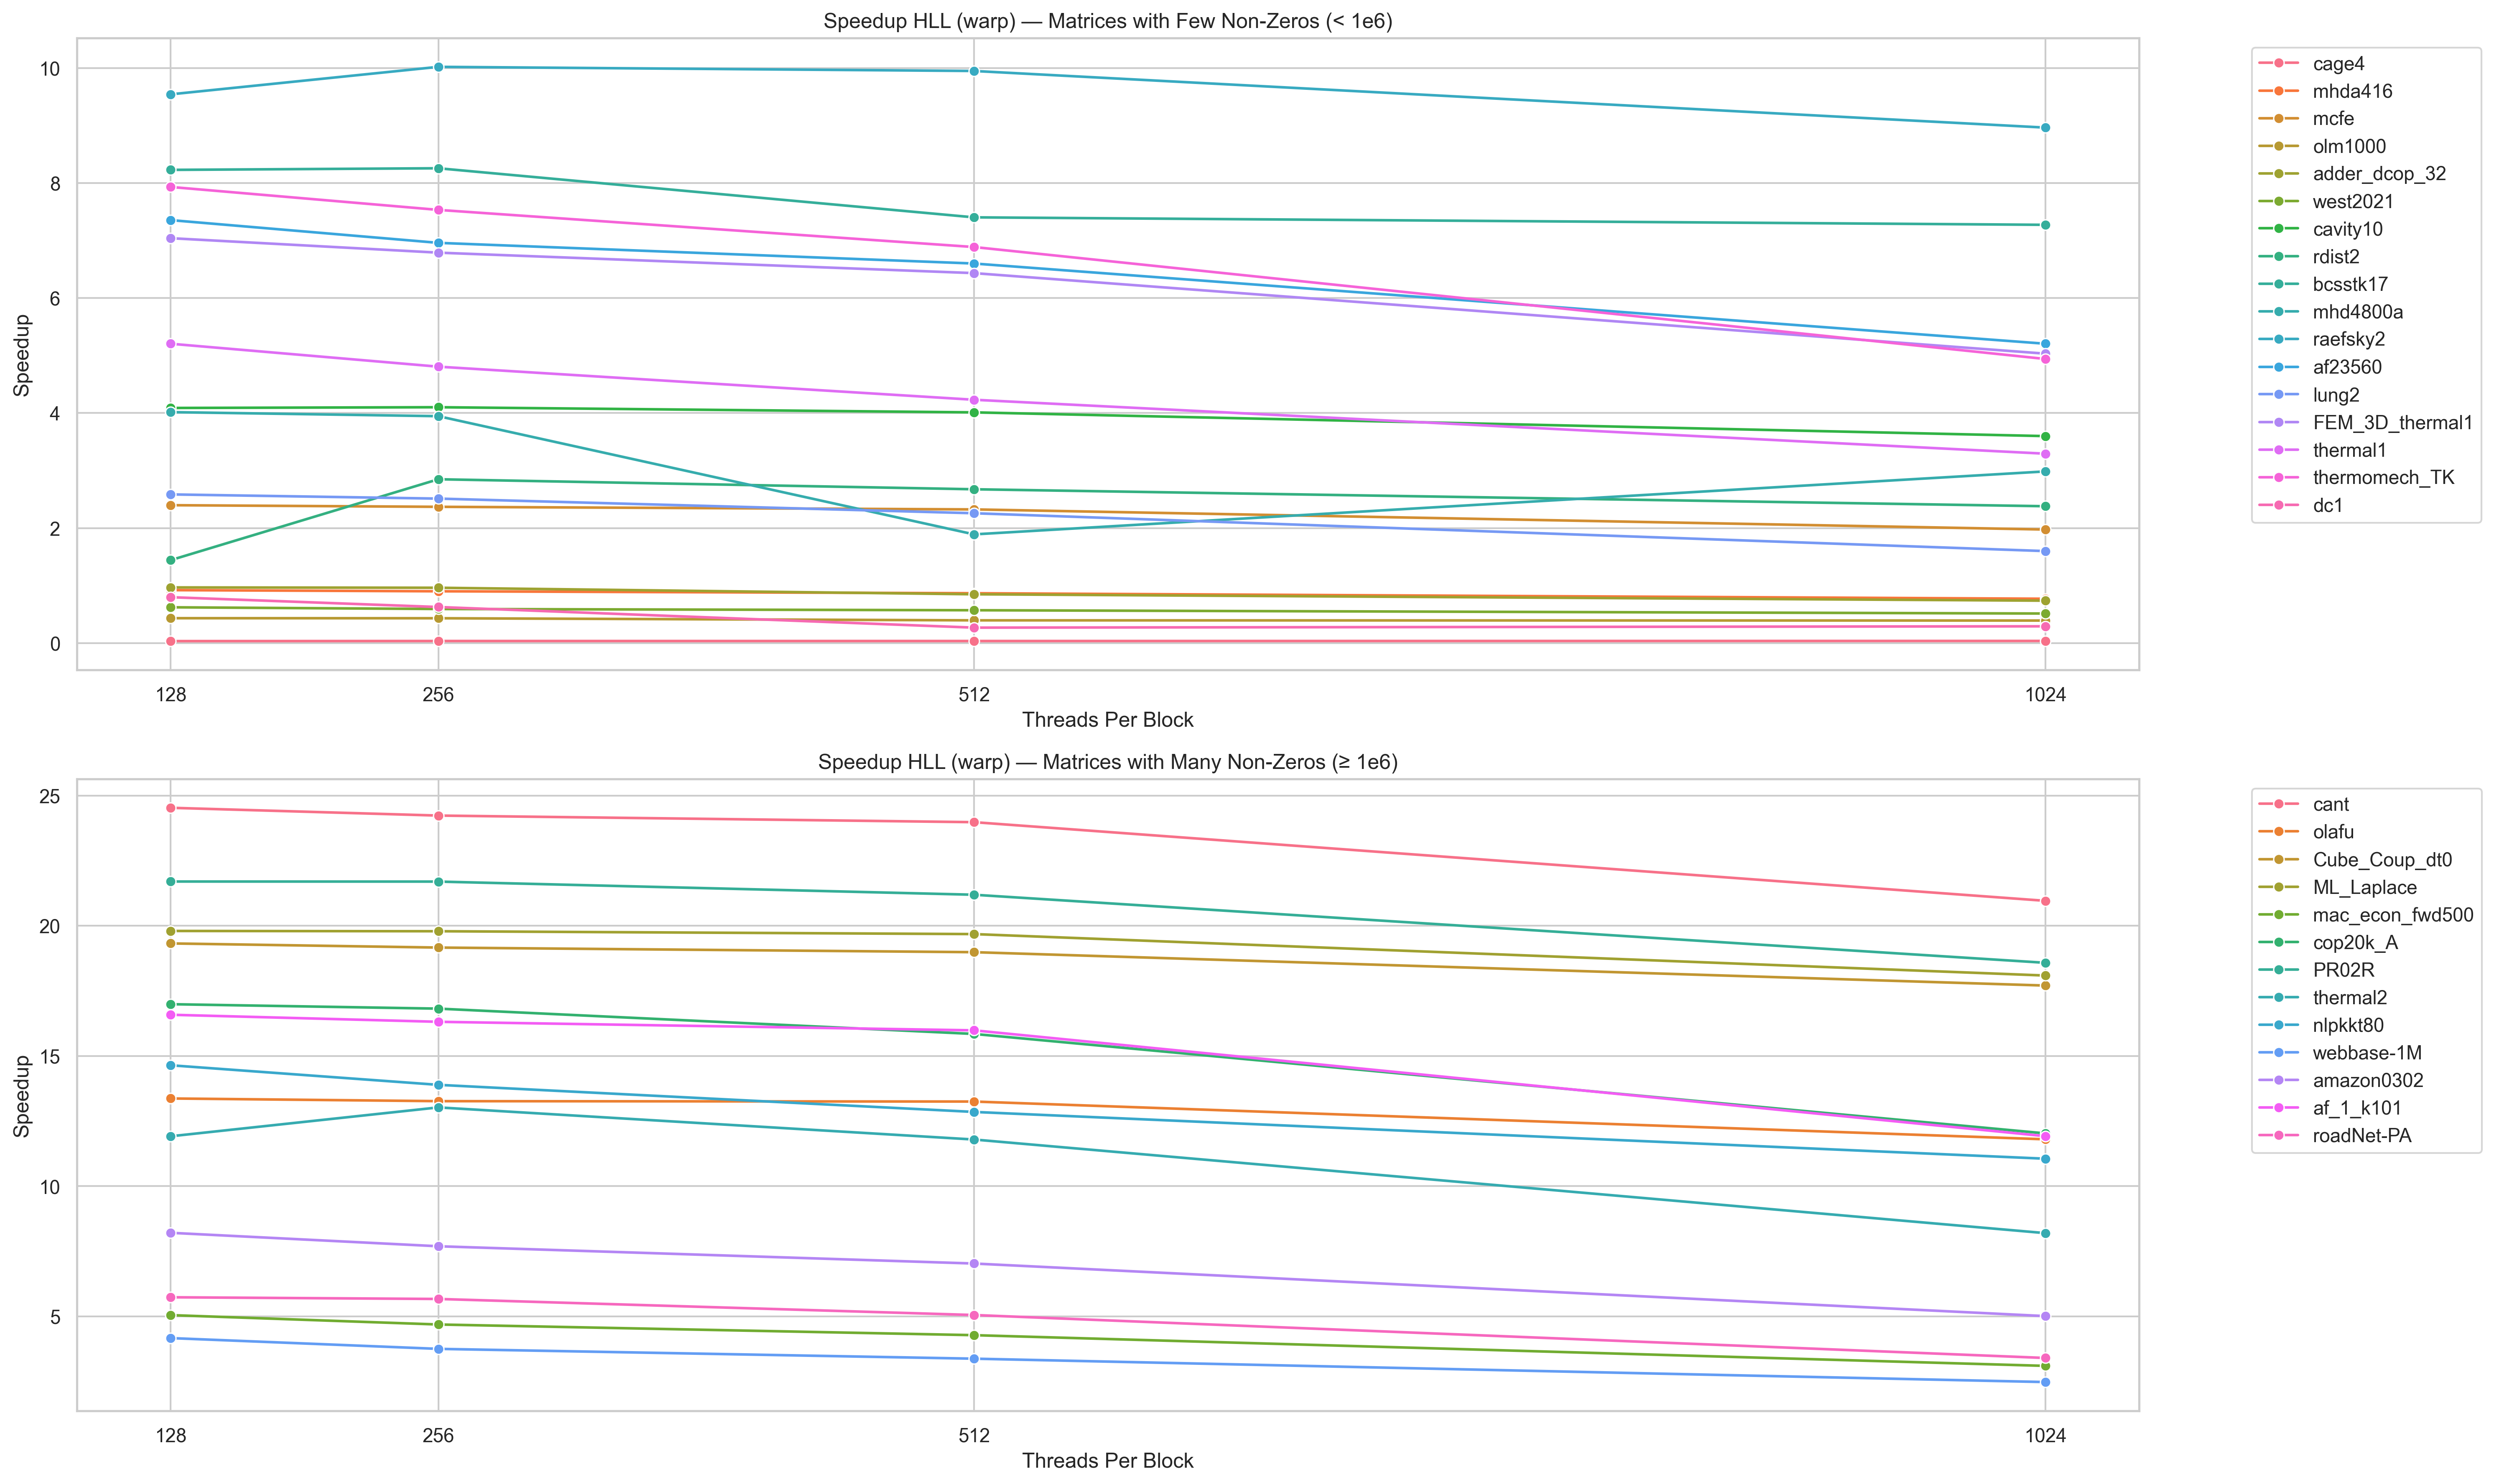 Speedup HLL (warp) — Matrices with Few Non-Zeros (< 1e6)
10
8
6
4
2
0
Speedup
128 256 512 1024
Threads Per Block
cage4
mhda416
mcfe
olm1000
adder_dcop_32
west2021
cavity10
rdist2
bcsstk17
mhd4800a
raefsky2
af23560
lung2
FEM_3D_thermal1
thermal1
thermomech_TK
dc1
Speedup HLL (warp) — Matrices with Many Non-Zeros (≥ 1e6)
25
20
15
10
5
Speedup
128 256 512 1024
Threads Per Block
cant
olafu
Cube_Coup_dt0
ML_Laplace
mac_econ_fwd500
cop20k_A
PR02R
thermal2
nlpkkt80
webbase-1M
amazon0302
af_1_k101
roadNet-PA